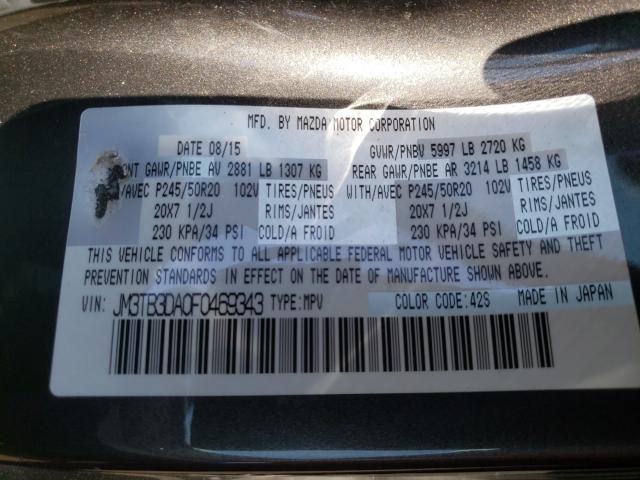 MFD. BY MAZDA MOTOR CORPORATION
DATE 08/15 GVWR/PNBV 5997 LB 2720 KG
GAWR/PNBE AV 2881 LB 1307 KG REAR GAWR/PNBE AR 3214 LB 1458 KG
/AVEC P245/50R20 102V TIRES/PNEUS WITH/AVEC P245/50R20 102V TIRES/PNEUS
20X7 1/2J RIMS/JANTES 20X7 1/2J RIMS/JANTES
230 KPA/34 PSI COLD/A FROID 230 KPA/34 PSI COLD/A FROID
THIS VEHICLE CONFORMS TO ALL APPLICABLE FEDERAL MOTOR VEHICLE SAFETY AND THEFT
PREVENTION STANDARDS IN EFFECT ON THE DATE OF MANUFACTURE SHOWN ABOVE.
VIN: JM3TB3DA0F0469343 TYPE:MPV COLOR CODE:42S MADE IN JAPAN